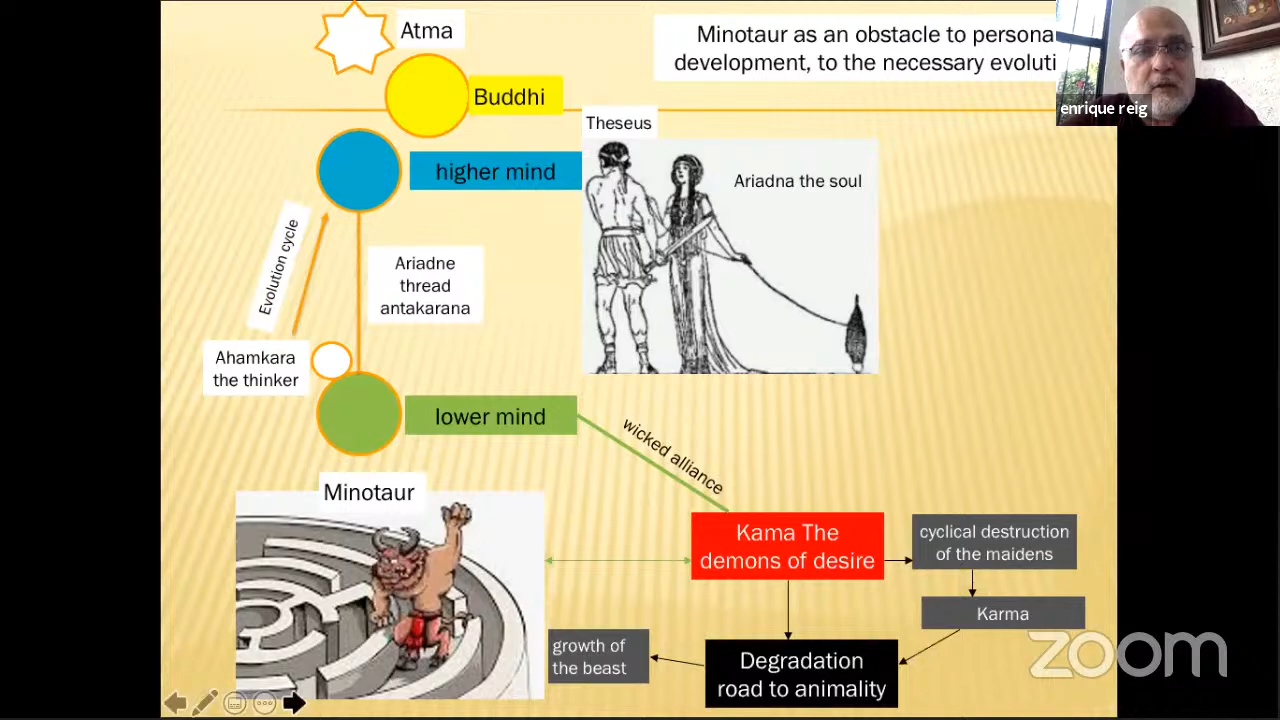 Atma
Minotaur as an obstacle to persona
development, to the necessary evoluti
enrique reig
Buddhi
Theseus
higher mind
Ariadna the soul
Evolution cycle
Ariadne
thread
antakarana
Ahamkara
the thinker
lower mind
wicked alliance
Minotaur
Kama The
demons of desire
cyclical destruction
of the maidens
Karma
growth of
the beast
Degradation
road to animality
zoom